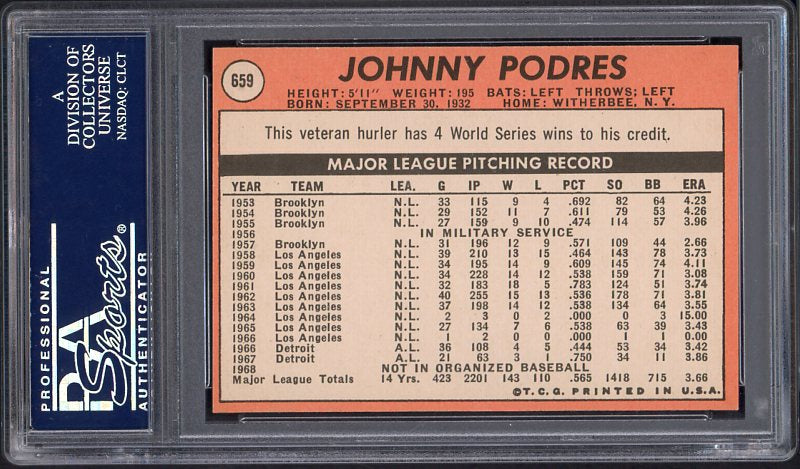 A
DIVISION OF
COLLECTORS
UNIVERSE
NASDAQ: CLCT
PROFESSIONAL
PSA
Sports®
AUTHENTICATOR
659
JOHNNY PODRES
HEIGHT: 5'11" WEIGHT: 195 BATS: LEFT THROWS; LEFT
BORN: SEPTEMBER 30, 1932 HOME: WITHERBEE, N. Y.
This veteran hurler has 4 World Series wins to his credit.
MAJOR LEAGUE PITCHING RECORD
YEAR TEAM LEA. G IP W L PCT SO BB ERA
1953 Brooklyn N.L. 33 115 9 4 .692 82 64 4.23
1954 Brooklyn N.L. 29 152 11 7 .611 79 53 4.26
1955 Brooklyn N.L. 27 159 9 10 .474 114 57 3.96
1956 IN MILITARY SERVICE
1957 Brooklyn N.L. 31 196 12 9 .571 109 44 2.66
1958 Los Angeles N.L. 39 210 13 15 .464 143 78 3.73
1959 Los Angeles N.L. 34 195 14 9 .609 145 74 4.11
1960 Los Angeles N.L. 34 228 14 12 .538 159 71 3.08
1961 Los Angeles N.L. 32 183 18 5 .783 124 51 3.74
1962 Los Angeles N.L. 40 255 15 13 .536 178 71 3.81
1963 Los Angeles N.L. 37 198 14 12 .538 134 64 3.55
1964 Los Angeles N.L. 2 3 0 2 .000 0 3 15.00
1965 Los Angeles N.L. 27 134 7 6 .538 63 39 3.43
1966 Los Angeles N.L. 1 2 0 0 .000 1 1 0.00
1966 Detroit A.L. 36 108 4 5 .444 53 34 3.42
1967 Detroit A.L. 21 63 3 1 .750 34 11 3.86
1968 NOT IN ORGANIZED BASEBALL
Major League Totals 14 Yrs. 423 2201 143 110 .565 1418 715 3.66
©T.C.G. PRINTED IN U.S.A.